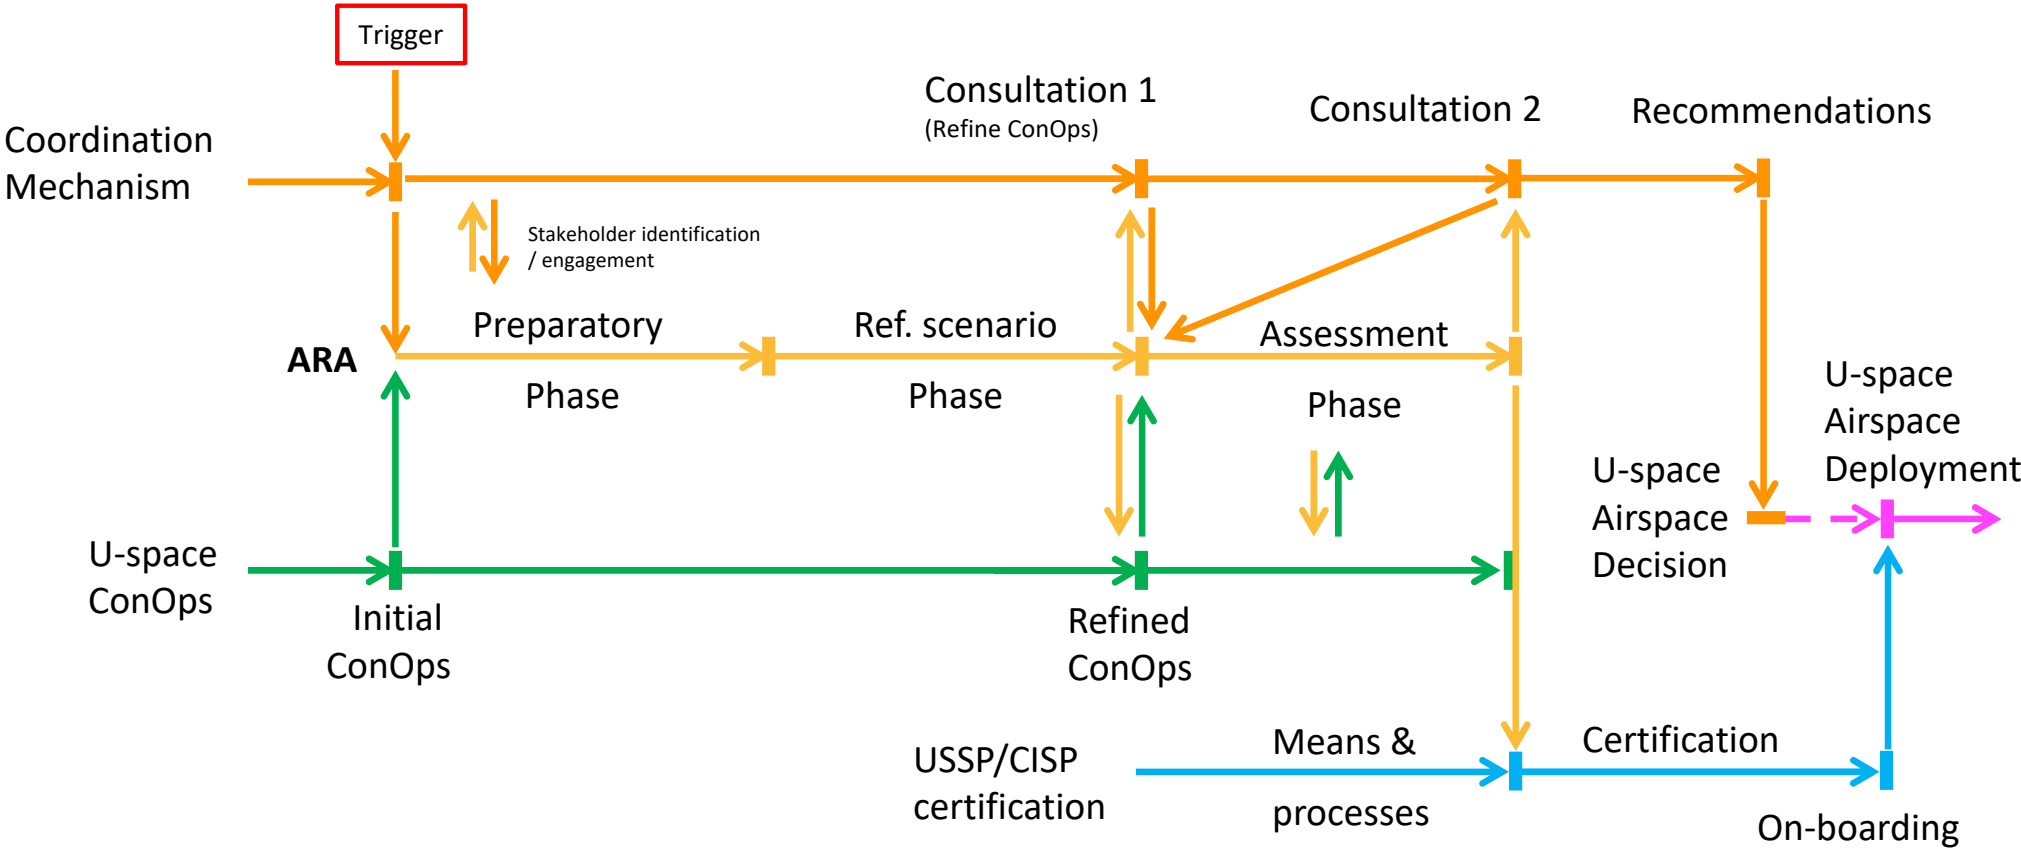 Trigger
Coordination
Mechanism
Consultation 1
(Refine ConOps)
Consultation 2
Recommendations
Stakeholder identification
/ engagement
ARA
Preparatory
Phase
Ref. scenario
Phase
Assessment
Phase
U-space
Airspace
Deployment
U-space
Airspace
Decision
U-space
ConOps
Initial
ConOps
Refined
ConOps
USSP/CISP
certification
Means &
processes
Certification
On-boarding